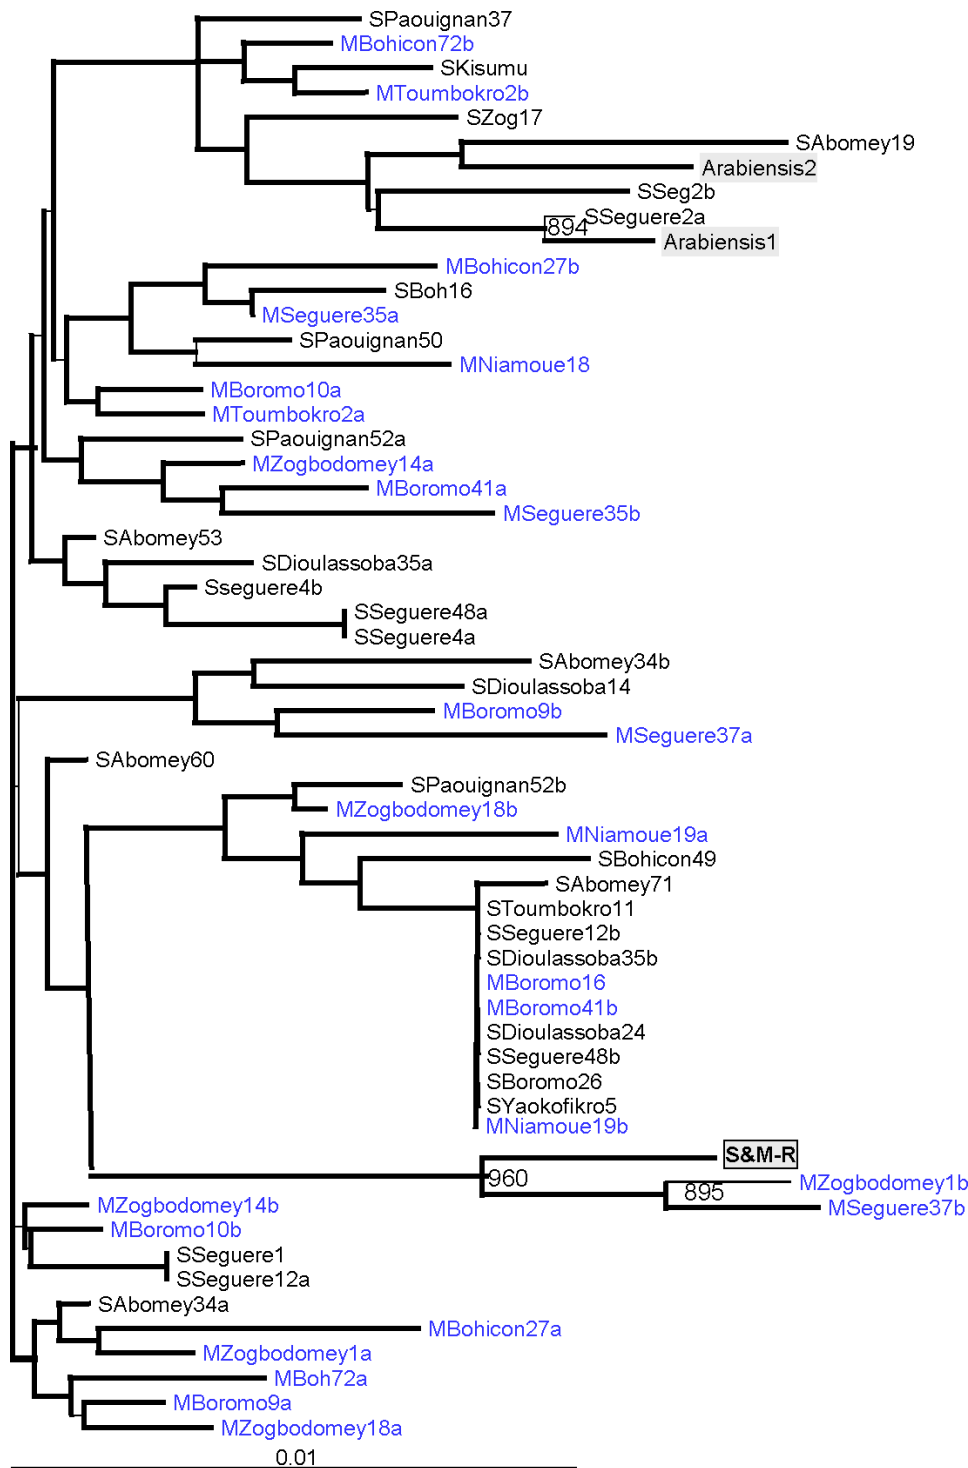 SPaouignan37
MBohicon72b
SKisumu
MToumbokro2b
SZog17
SAbomey19
Arabiensis2
SSeg2b
SSeguere2a
894
Arabiensis1
MBohicon27b
SBoh16
MSeguere35a
SPaouignan50
MNiamoue18
MBoromo10a
MToumbokro2a
SPaouignan52a
MZogbodomey14a
MBoromo41a
MSeguere35b
SAbomey53
SDioulassoba35a
Sseguere4b
SSeguere48a
SSeguere4a
SAbomey34b
SDioulassoba14
MBoromo9b
MSeguere37a
SAbomey60
SPaouignan52b
MZogbodomey18b
MNiamoue19a
SBohicon49
SAbomey71
SToumbokro11
SSeguere12b
SDioulassoba35b
MBoromo16
MBoromo41b
SDioulassoba24
SSeguere48b
SBoromo26
SYaokofikro5
MNiamoue19b
S&M-R
960
MZogbodomey1b
895
MSeguere37b
MZogbodomey14b
MBoromo10b
SSeguere1
SSeguere12a
SAbomey34a
MBohicon27a
MZogbodomey1a
MBoh72a
MBoromo9a
MZogbodomey18a
0.01